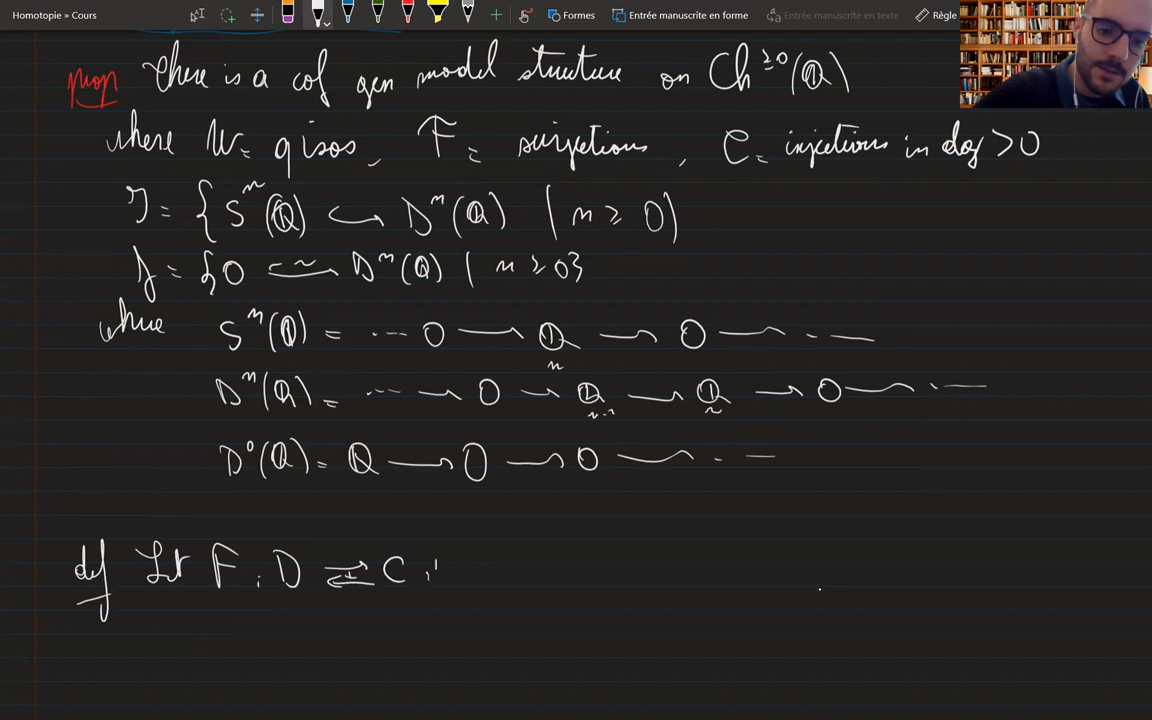 Homotopie » Cours
Formes
Entrée manuscrite en forme
Entrée manuscrite en texte
Règle
prop There is a cof gen model structure on Ch^{≥0}(ℚ)
where W = qisos, F = surjections, C = injections in deg > 0
I = { S^n(ℚ) ↪ D^n(ℚ) | n ≥ 0 )
J = { 0 ⥲ D^n(ℚ) | n ≥ 0 }
where S^n(ℚ) = ⋯ 0 → ℚ → 0 → ⋯
n
D^n(ℚ) = ⋯ → 0 → ℚ → ℚ → 0 → ⋯
n-1 n
D^0(ℚ) = ℚ → 0 → 0 → ⋯
def Let F : D ⇄ C